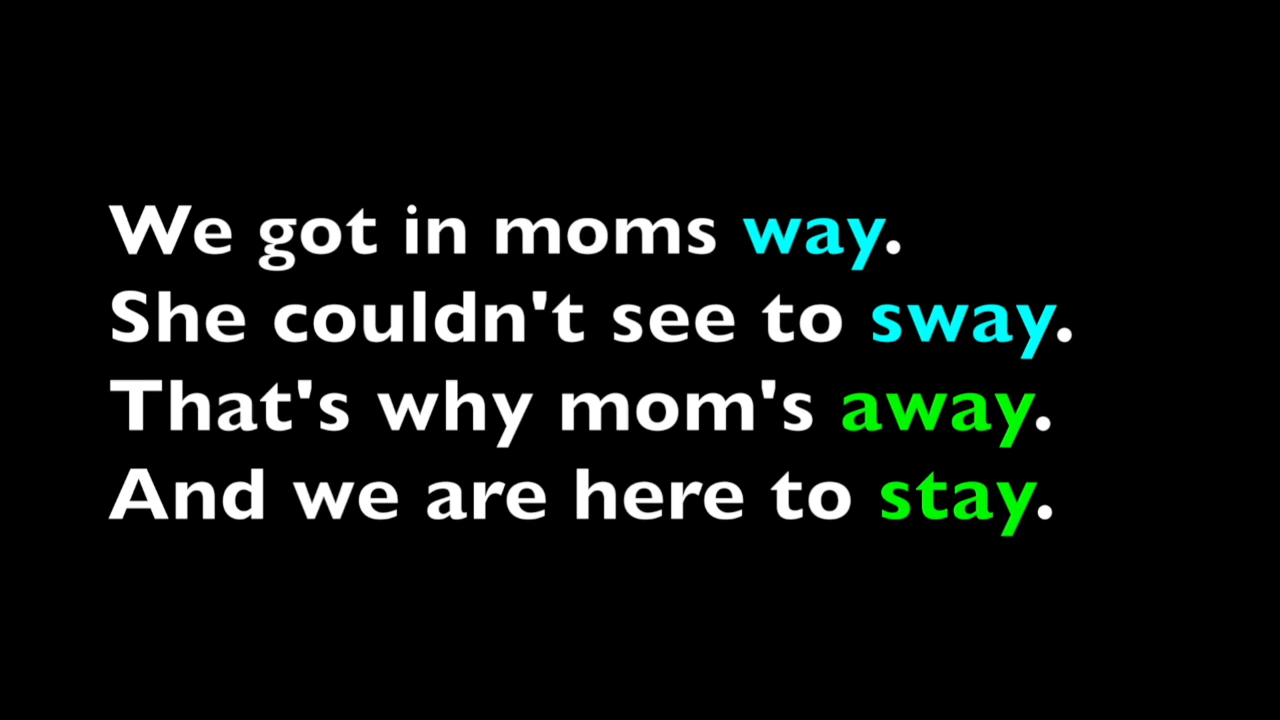 We got in moms way.
She couldn't see to sway.
That's why mom's away.
And we are here to stay.